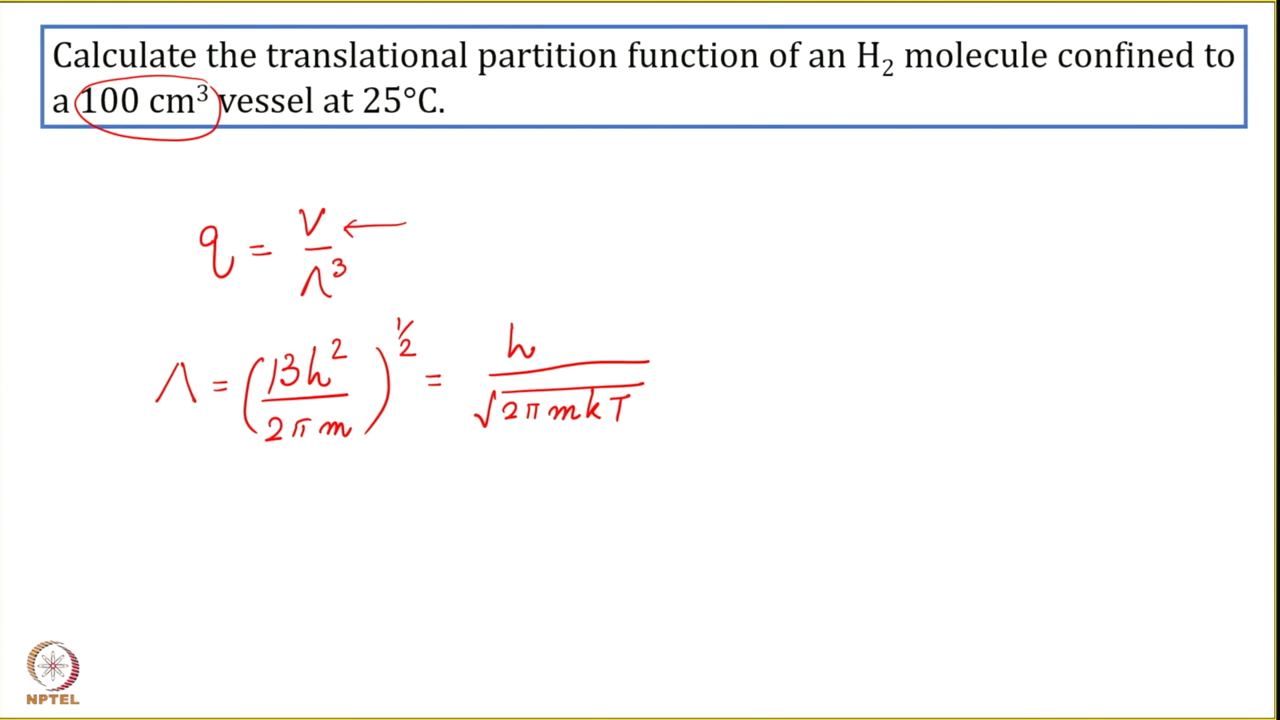 Calculate the translational partition function of an H₂ molecule confined to
a 100 cm³ vessel at 25°C.
q = V/Λ³
Λ = (βh²/2πm)^1/2 = h/√2πmkT
NPTEL